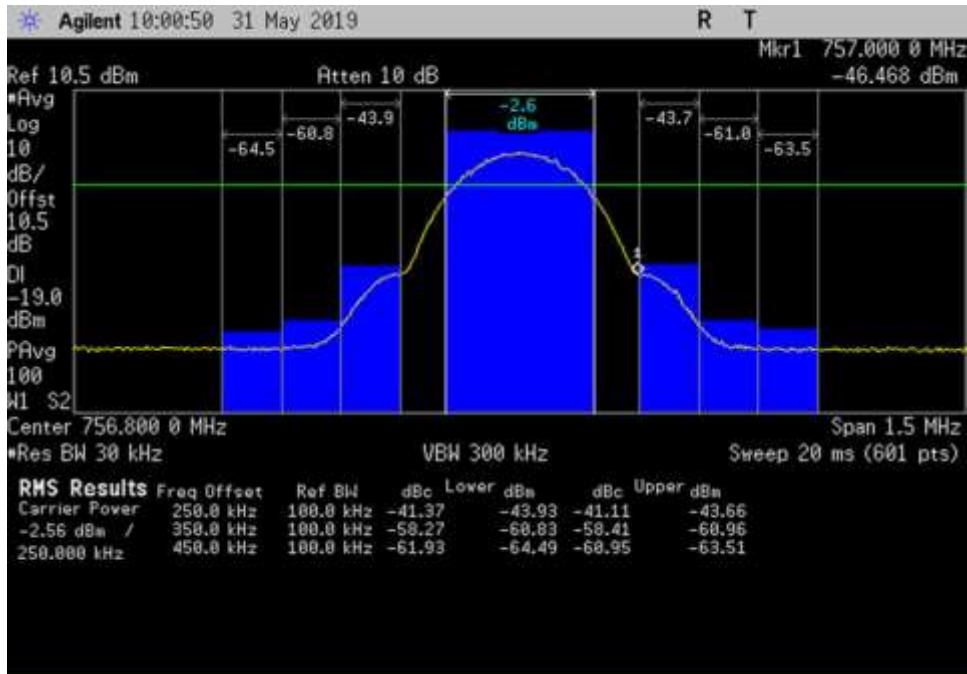 Agilent 10:00:50 31 May 2019 R T
Mkr1 757.000 0 MHz
Ref 10.5 dBm Atten 10 dB -46.468 dBm
*Avg
Log
10
dB/
Offst
10.5
dB
DI
-19.0
dBm
PAvg
100
W1 S2
-64.5 -60.8 -43.9 -2.6 dBm -43.7 -61.0 -63.5
1
Center 756.800 0 MHz Span 1.5 MHz
*Res BW 30 kHz VBW 300 kHz Sweep 20 ms (601 pts)
RMS Results Freq Offset Ref BW dBc Lower dBm dBc Upper dBm
Carrier Power 250.0 kHz 100.0 kHz -41.37 -43.93 -41.11 -43.66
-2.56 dBm / 350.0 kHz 100.0 kHz -58.27 -60.83 -58.41 -60.96
250.000 kHz 450.0 kHz 100.0 kHz -61.93 -64.49 -60.95 -63.51